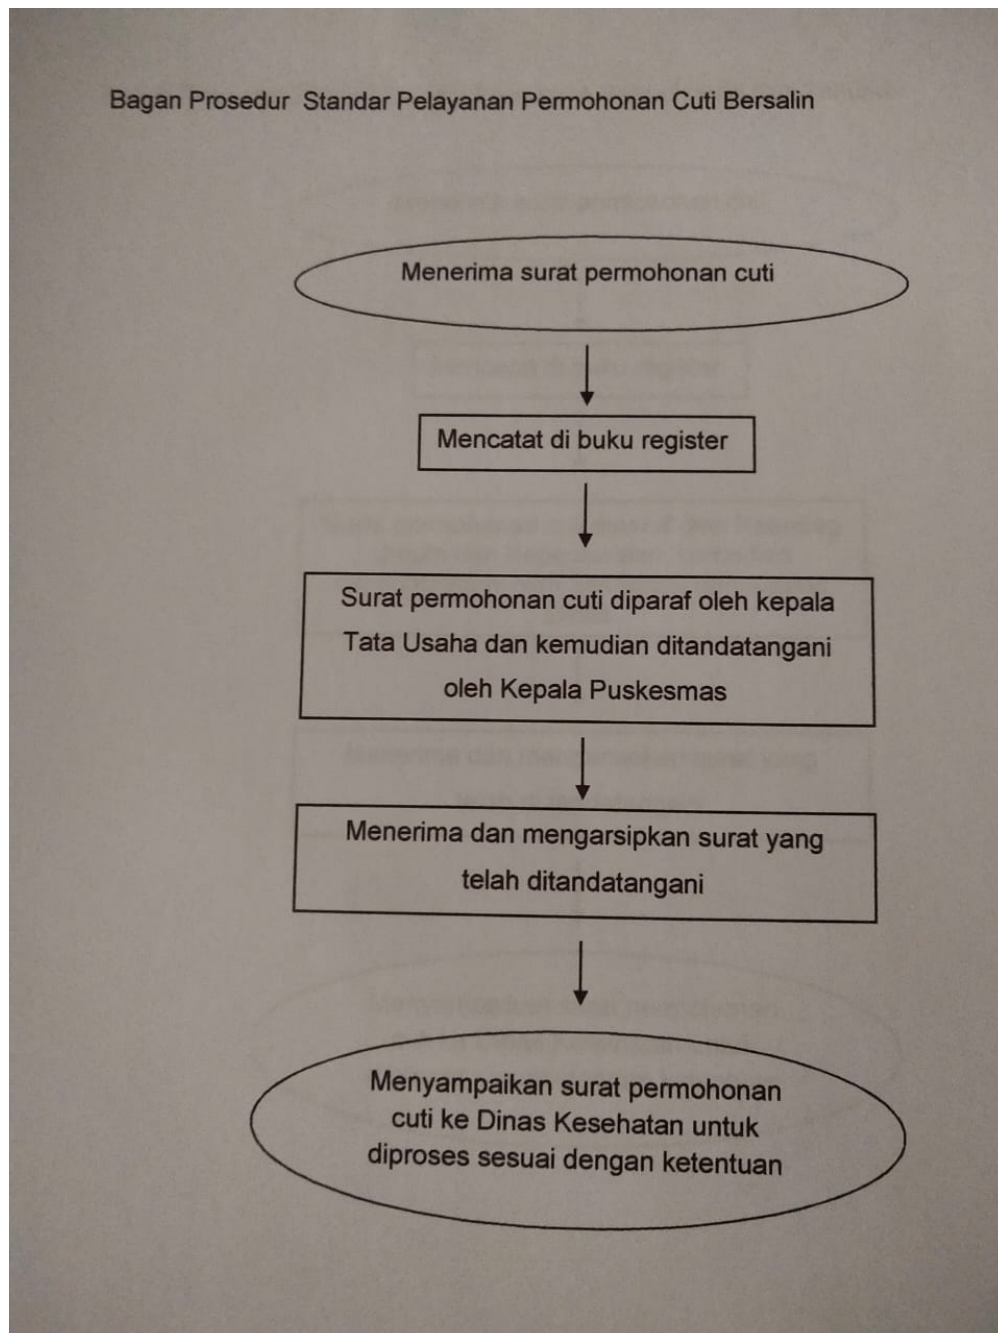 Bagan Prosedur Standar Pelayanan Permohonan Cuti Bersalin
Menerima surat permohonan cuti
Mencatat di buku register
Surat permohonan cuti diparaf oleh kepala
Tata Usaha dan kemudian ditandatangani
oleh Kepala Puskesmas
Menerima dan mengarsipkan surat yang
telah ditandatangani
Menyampaikan surat permohonan
cuti ke Dinas Kesehatan untuk
diproses sesuai dengan ketentuan